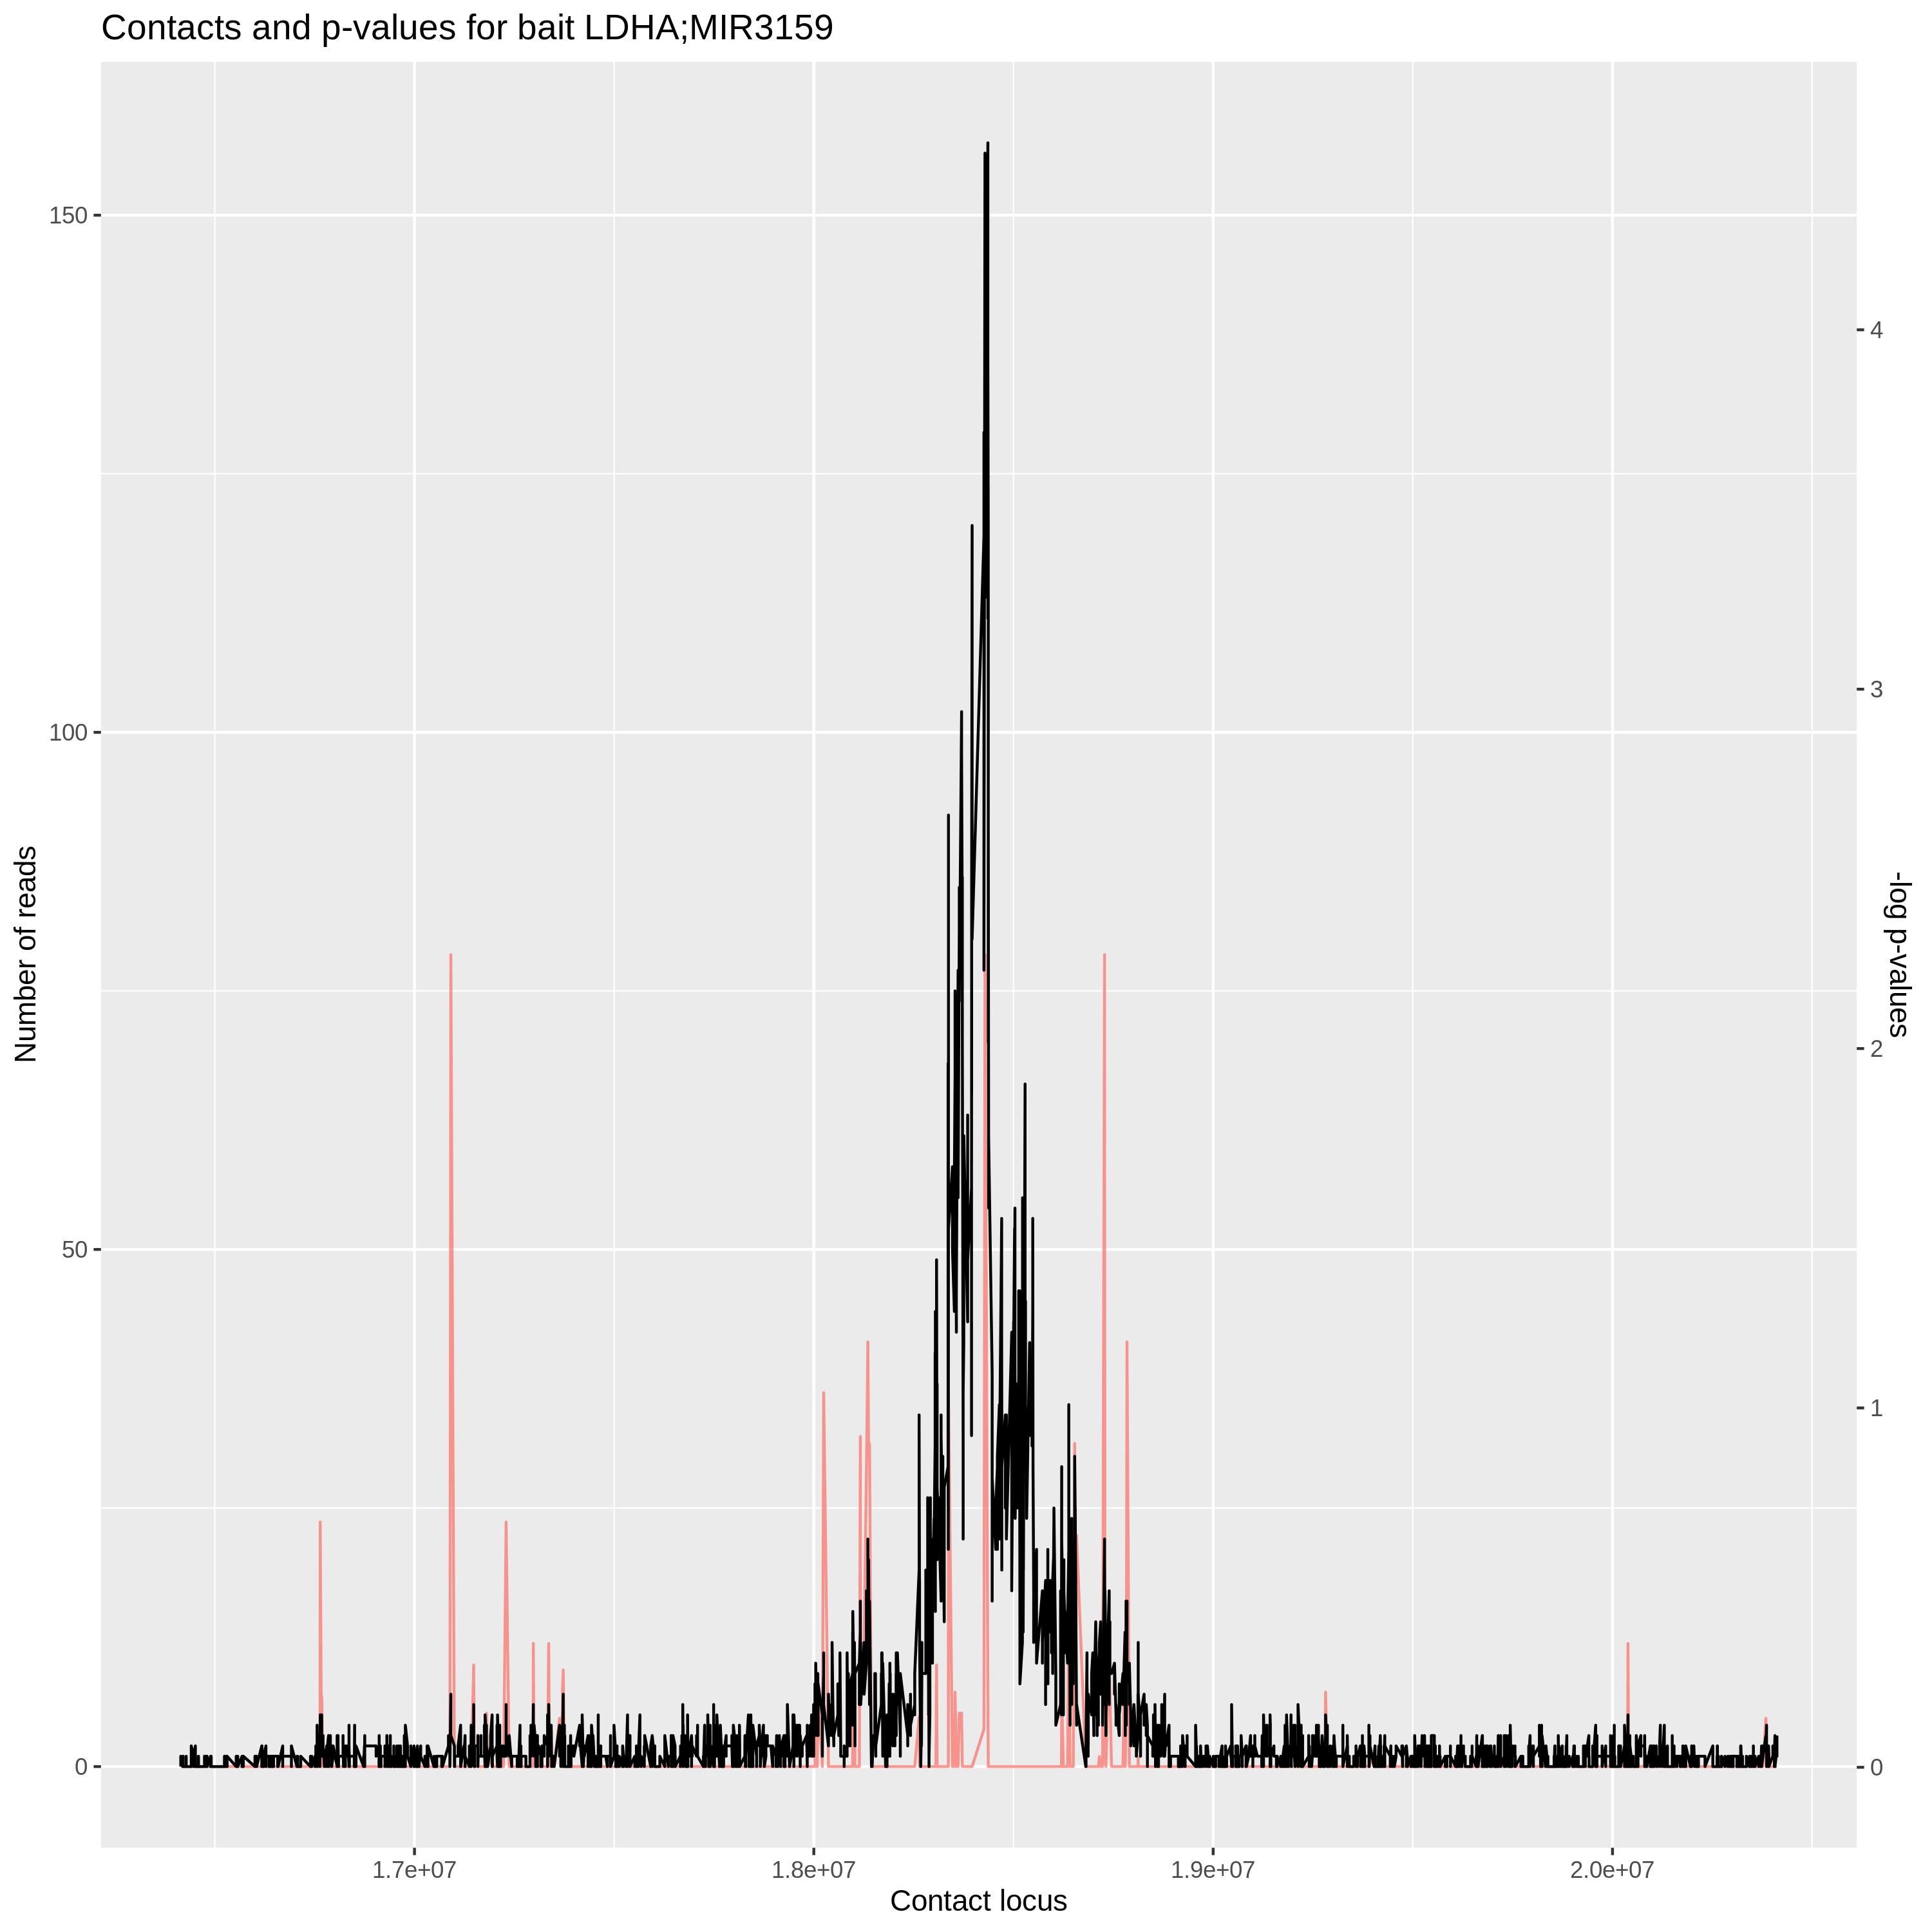 Contacts and p-values for bait LDHA;MIR3159
150
100
50
0
Number of reads
4
3
2
1
0
-log p-values
1.7e+07
1.8e+07
1.9e+07
2.0e+07
Contact locus